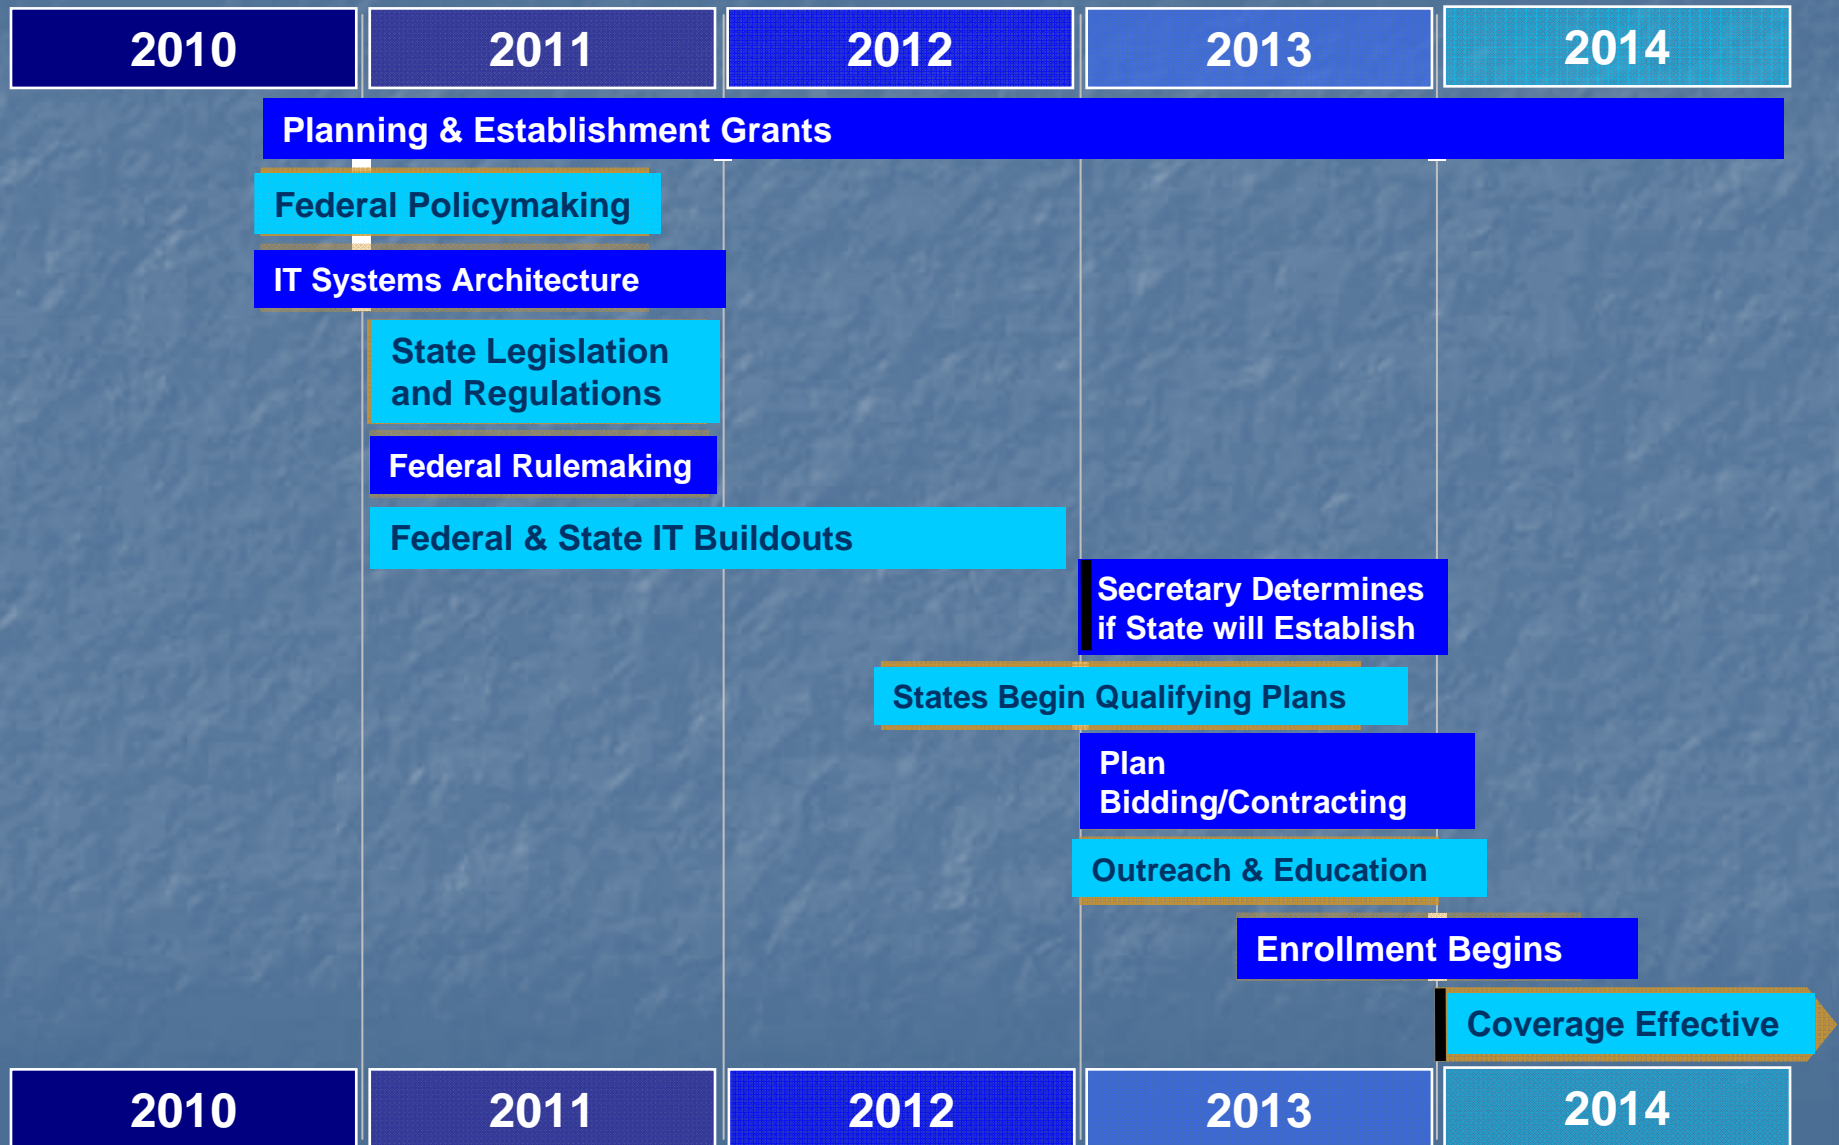 2010 2011 2012 2013 2014
Planning & Establishment Grants
Federal Policymaking
IT Systems Architecture
State Legislation
and Regulations
Federal Rulemaking
Federal & State IT Buildouts
Secretary Determines
if State will Establish
States Begin Qualifying Plans
Plan
Bidding/Contracting
Outreach & Education
Enrollment Begins
Coverage Effective
2010 2011 2012 2013 2014